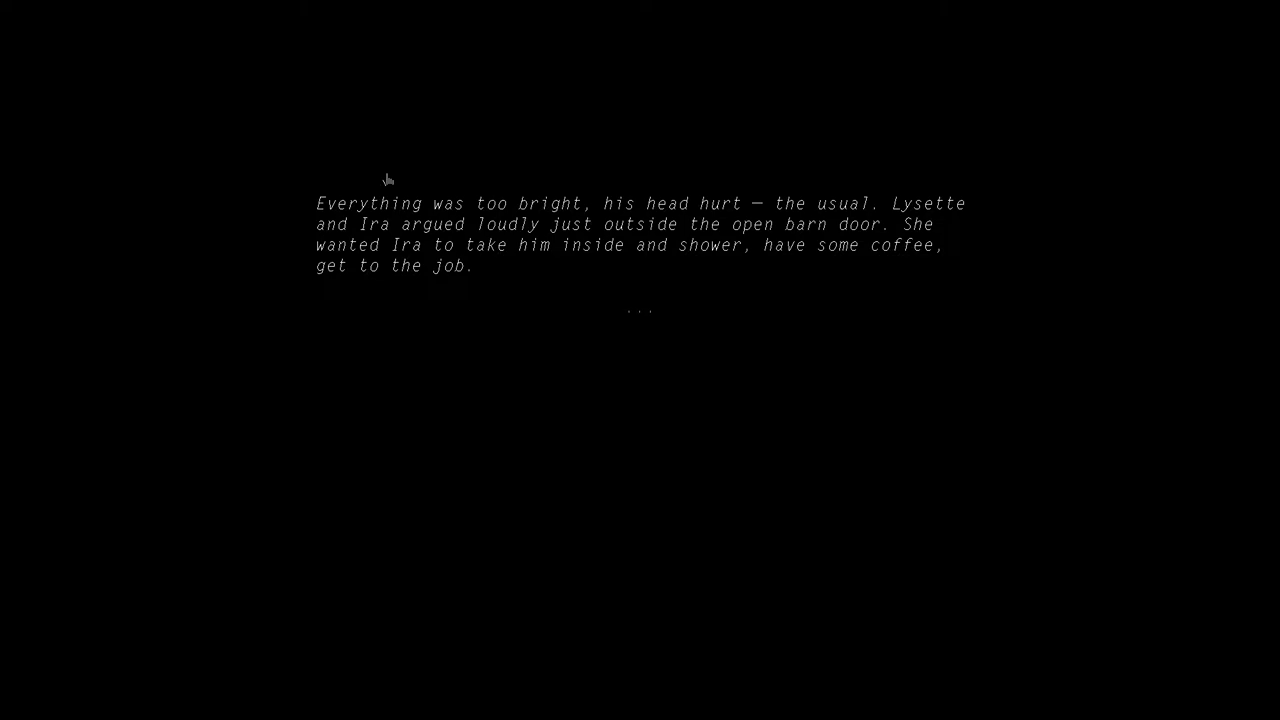 Everything was too bright, his head hurt — the usual. Lysette
and Ira argued loudly just outside the open barn door. She
wanted Ira to take him inside and shower, have some coffee,
get to the job.
...